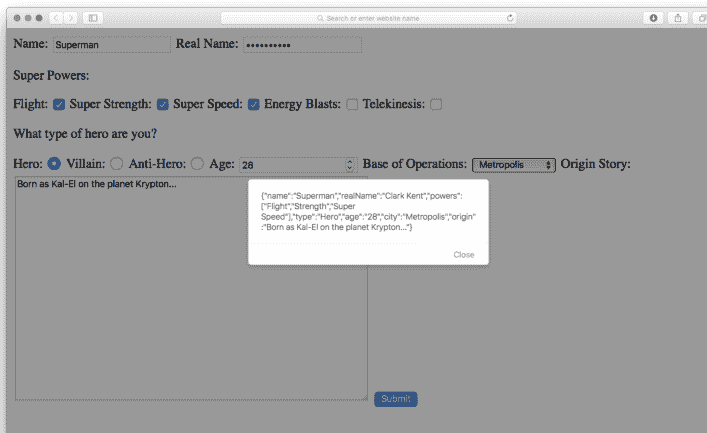 Search or enter website name
Name: Superman Real Name: ••••••••••
Super Powers:
Flight: Super Strength: Super Speed: Energy Blasts: Telekinesis:
What type of hero are you?
Hero: Villain: Anti-Hero: Age: 28 Base of Operations: Metropolis Origin Story:
Born as Kal-El on the planet Krypton...
{"name":"Superman","realName":"Clark Kent","powers":
["Flight","Strength","Super
Speed"],"type":"Hero","age":"28","city":"Metropolis","origin"
:"Born as Kal-El on the planet Krypton..."}
Close
Submit